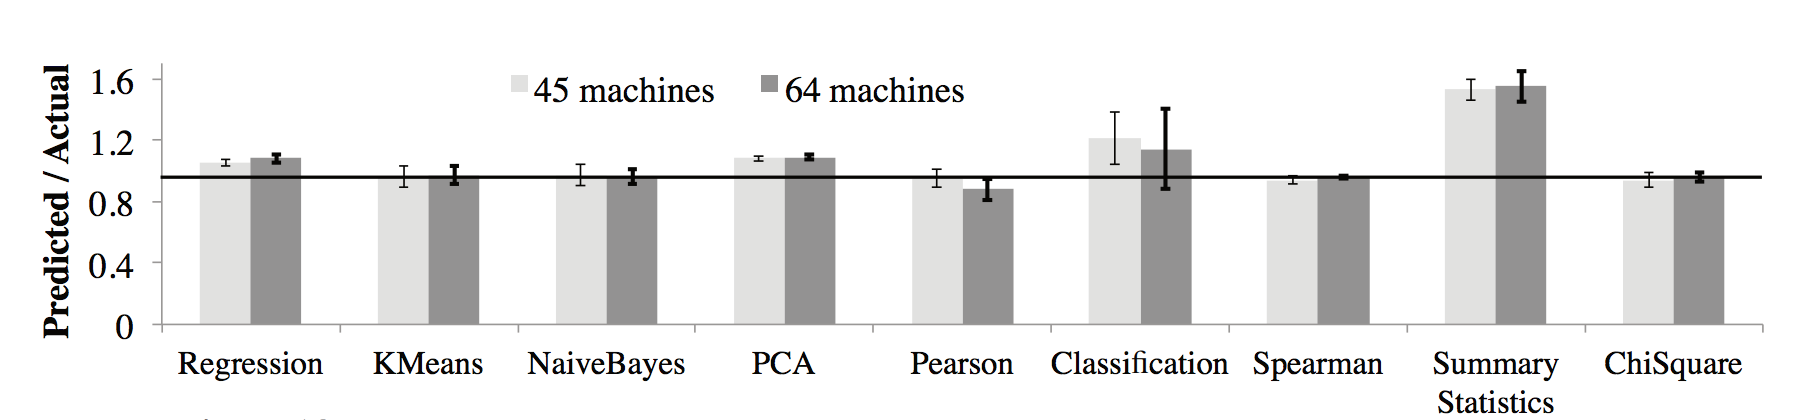 Predicted / Actual
1.6
1.2
0.8
0.4
0
45 machines
64 machines
Regression
KMeans
NaiveBayes
PCA
Pearson
Classification
Spearman
Summary
Statistics
ChiSquare